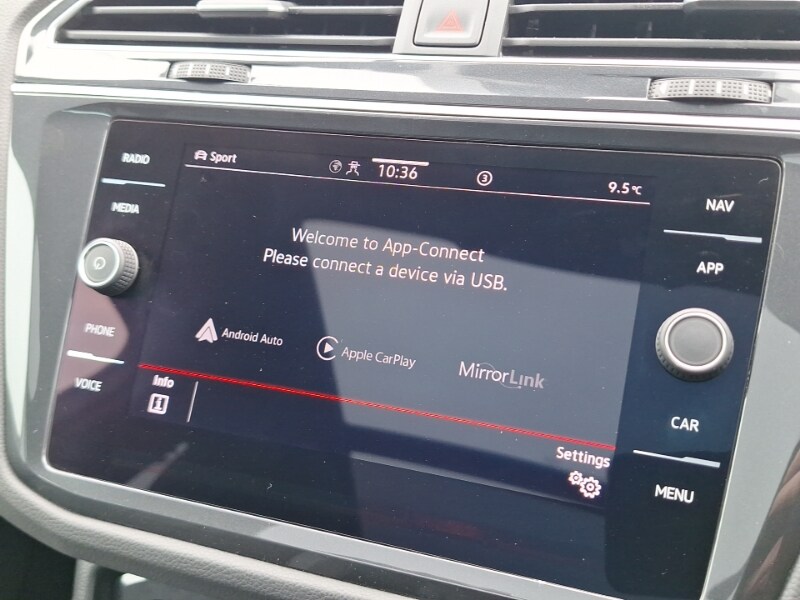 RADIO
MEDIA
PHONE
VOICE
Sport
10:36
3
9.5°C
Welcome to App-Connect
Please connect a device via USB.
Android Auto
Apple CarPlay
MirrorLink
Info
i
Settings
NAV
APP
CAR
MENU